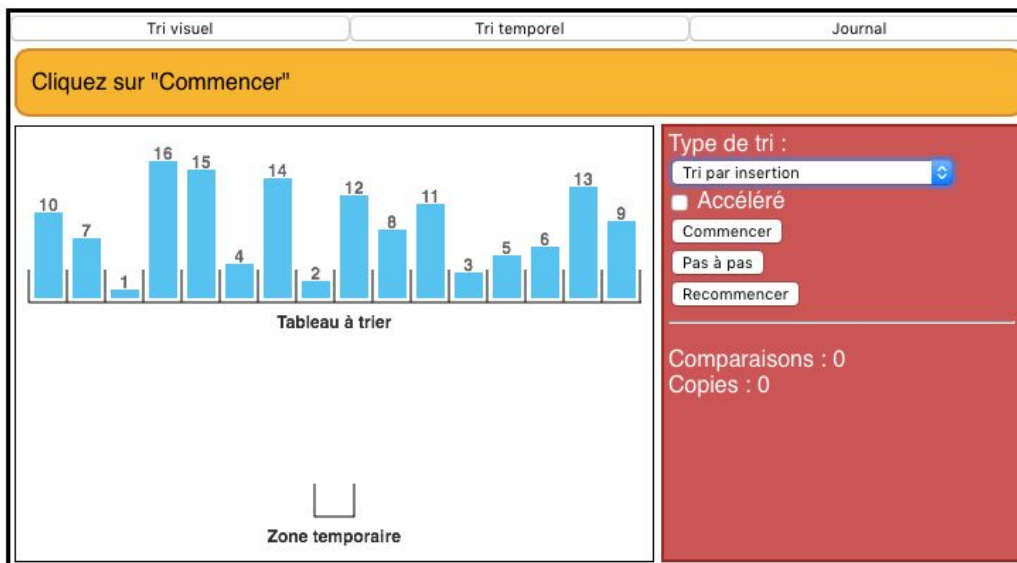 Tri visuel
Tri temporel
Journal
Cliquez sur "Commencer"
10 7 1 16 15 4 14 2 12 8 11 3 5 6 13 9
Tableau à trier
Zone temporaire
Type de tri :
Tri par insertion
Accéléré
Commencer
Pas à pas
Recommencer
Comparaisons : 0
Copies : 0